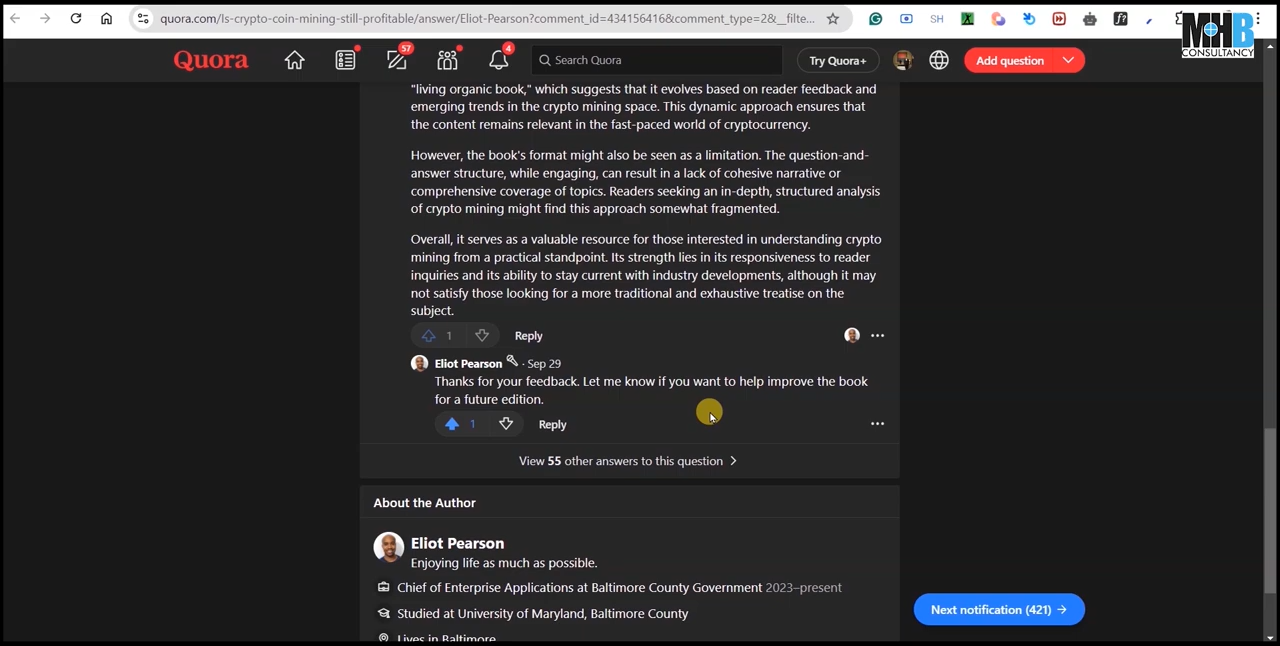 quora.com/Is-crypto-coin-mining-still-profitable/answer/Eliot-Pearson?comment_id=434156416&comment_type=2&__filte...
SH
MHB
CONSULTANCY
Quora
57
4
Search Quora
Try Quora+
Add question
"living organic book," which suggests that it evolves based on reader feedback and
emerging trends in the crypto mining space. This dynamic approach ensures that
the content remains relevant in the fast-paced world of cryptocurrency.
However, the book's format might also be seen as a limitation. The question-and-
answer structure, while engaging, can result in a lack of cohesive narrative or
comprehensive coverage of topics. Readers seeking an in-depth, structured analysis
of crypto mining might find this approach somewhat fragmented.
Overall, it serves as a valuable resource for those interested in understanding crypto
mining from a practical standpoint. Its strength lies in its responsiveness to reader
inquiries and its ability to stay current with industry developments, although it may
not satisfy those looking for a more traditional and exhaustive treatise on the
subject.
1
Reply
Eliot Pearson · Sep 29
Thanks for your feedback. Let me know if you want to help improve the book
for a future edition.
1
Reply
View 55 other answers to this question
About the Author
Eliot Pearson
Enjoying life as much as possible.
Chief of Enterprise Applications at Baltimore County Government 2023–present
Studied at University of Maryland, Baltimore County
Lives in Baltimore
Next notification (421)